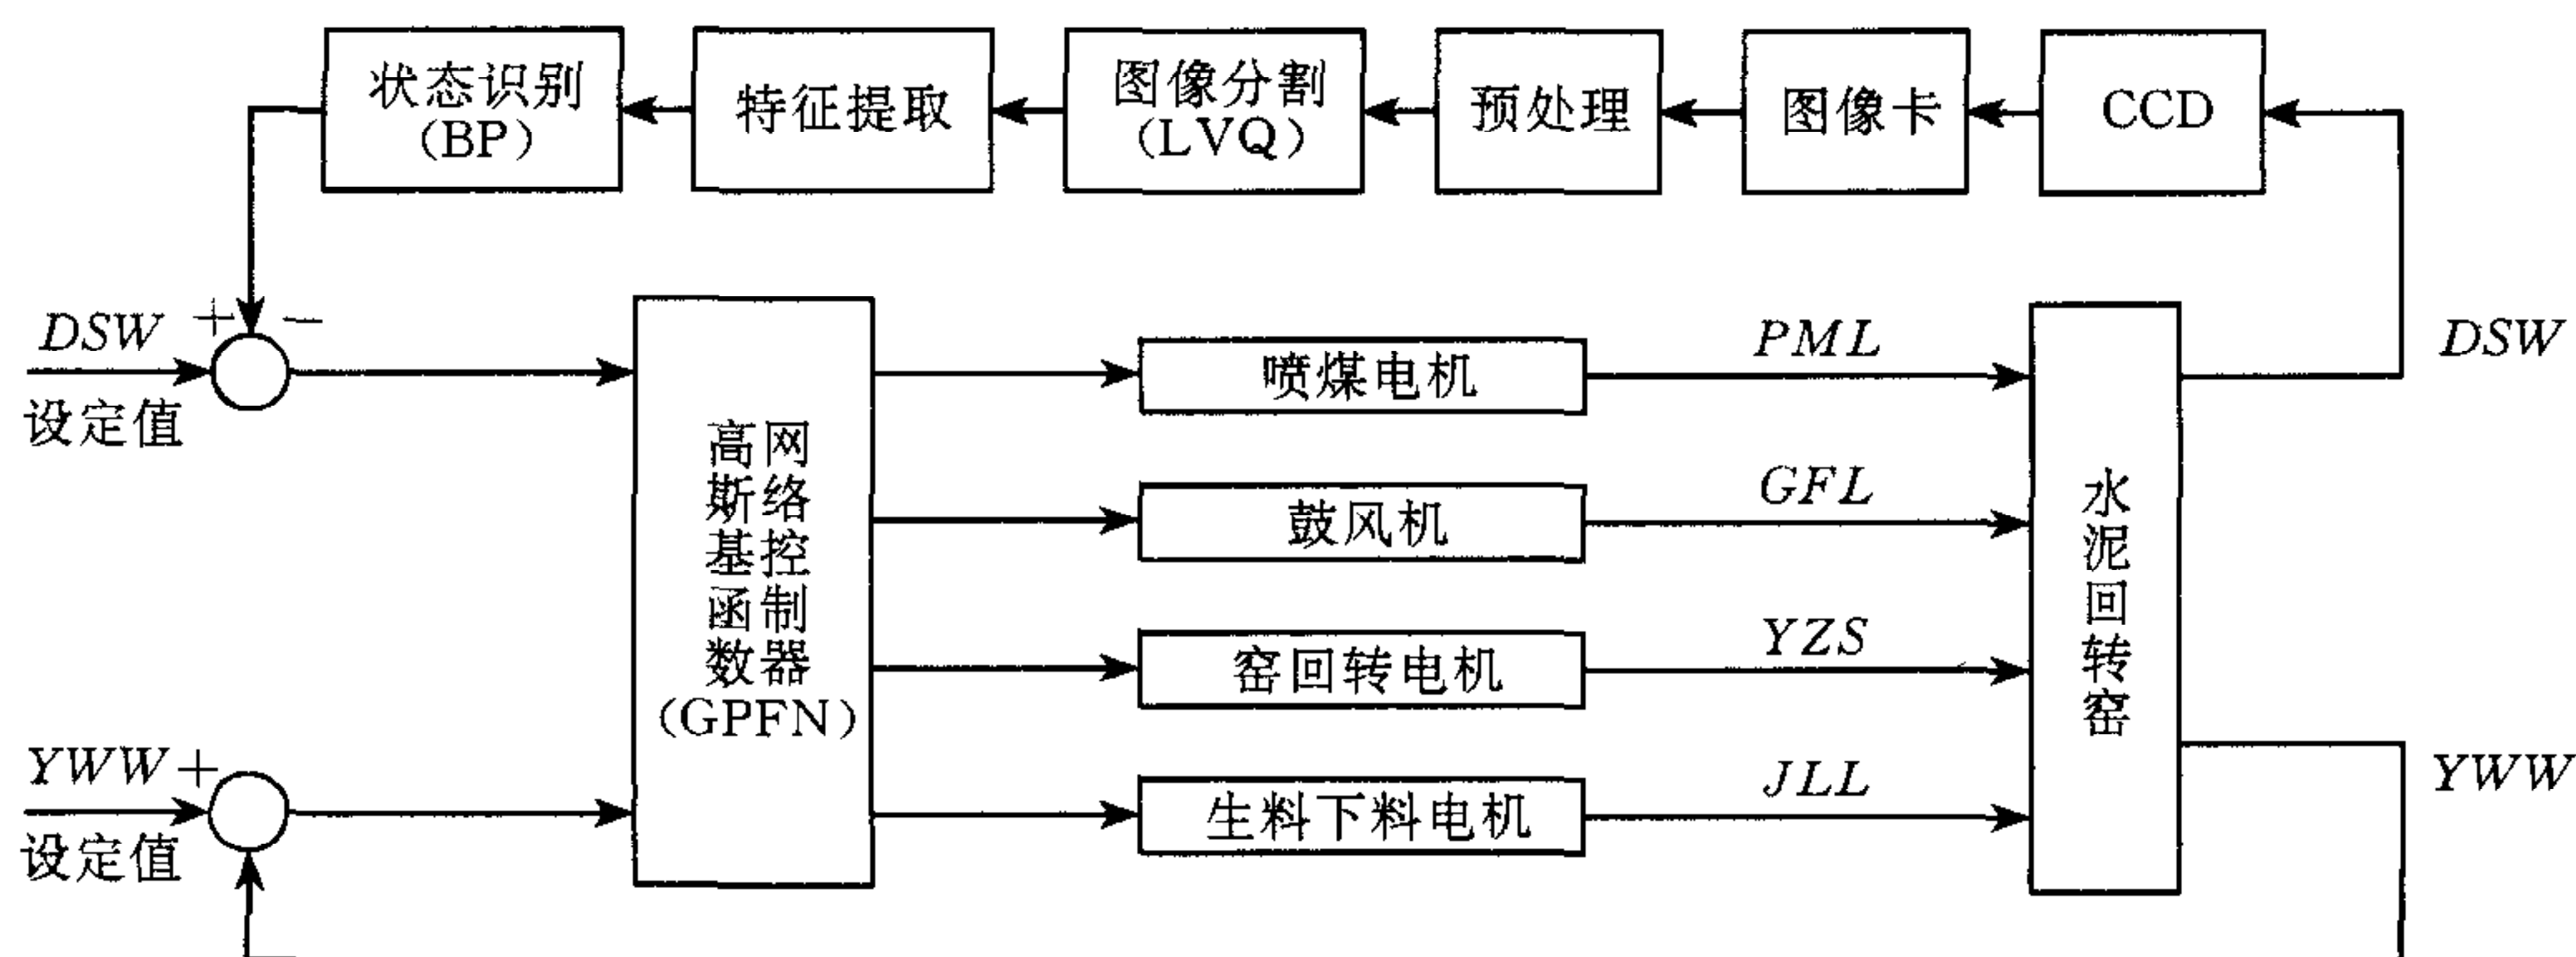 状态识别
(BP)
特征提取
图像分割
(LVQ)
预处理
图像卡
CCD
DSW
+
−
设定值
高斯基函数
网络控制器
(GPFN)
喷煤电机
PML
鼓风机
GFL
窑回转电机
YZS
生料下料电机
JLL
水泥回转窑
DSW
YWW
+
设定值
YWW